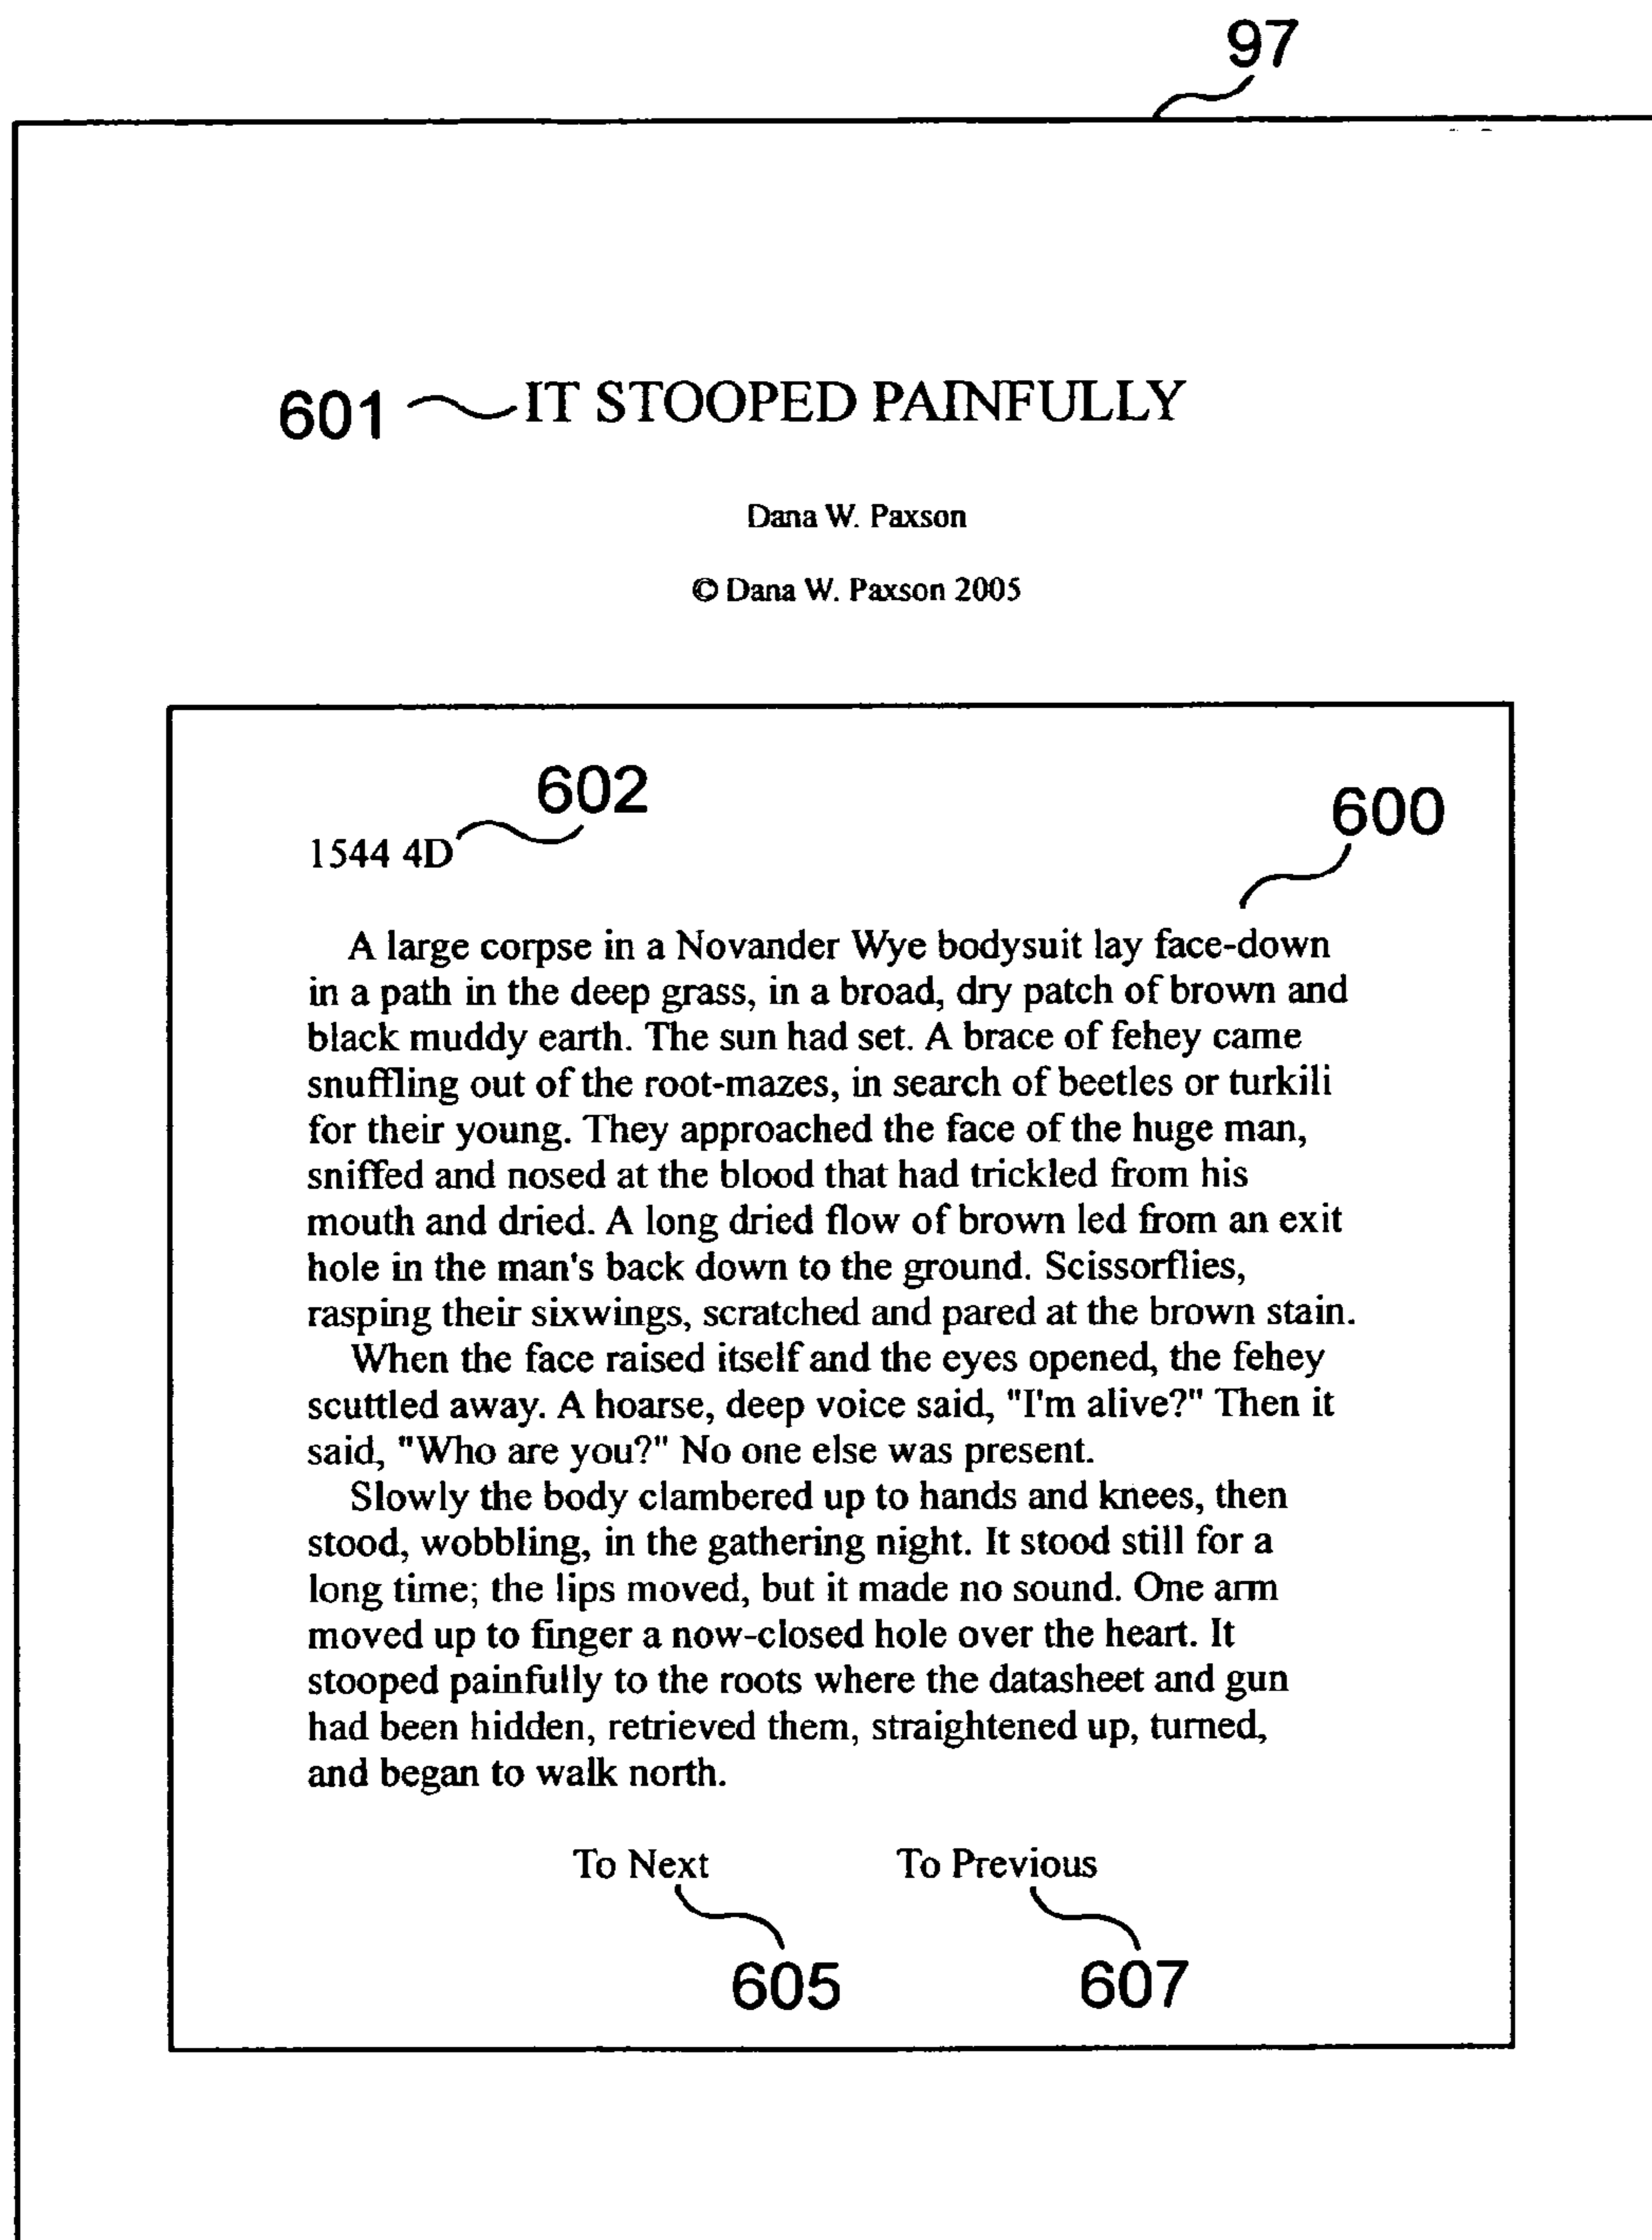 97
601 IT STOOPED PAINFULLY
Dana W. Paxson
© Dana W. Paxson 2005
602
600
1544 4D
A large corpse in a Novander Wye bodysuit lay face-down
in a path in the deep grass, in a broad, dry patch of brown and
black muddy earth. The sun had set. A brace of fehey came
snuffling out of the root-mazes, in search of beetles or turkili
for their young. They approached the face of the huge man,
sniffed and nosed at the blood that had trickled from his
mouth and dried. A long dried flow of brown led from an exit
hole in the man's back down to the ground. Scissorflies,
rasping their sixwings, scratched and pared at the brown stain.
When the face raised itself and the eyes opened, the fehey
scuttled away. A hoarse, deep voice said, "I'm alive?" Then it
said, "Who are you?" No one else was present.
Slowly the body clambered up to hands and knees, then
stood, wobbling, in the gathering night. It stood still for a
long time; the lips moved, but it made no sound. One arm
moved up to finger a now-closed hole over the heart. It
stooped painfully to the roots where the datasheet and gun
had been hidden, retrieved them, straightened up, turned,
and began to walk north.
To Next To Previous
605 607